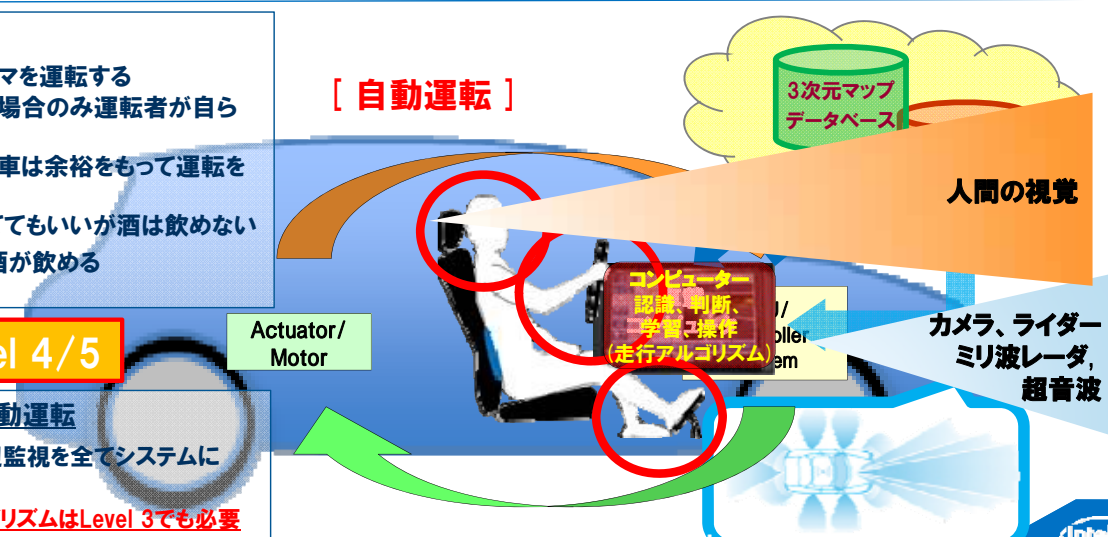 マを運転する
場合のみ運転者が自ら
車は余裕をもって運転を
てもいいが酒は飲めない
酒が飲める
el 4/5
動運転
監視を全てシステムに
リズムはLevel 3でも必要
[ 自動運転 ]
Actuator/
Motor
コンピューター
認識、判断、
学習、操作
(走行アルゴリズム)
3次元マップ
データベース
人間の視覚
カメラ、ライダー
ミリ波レーダ,
超音波